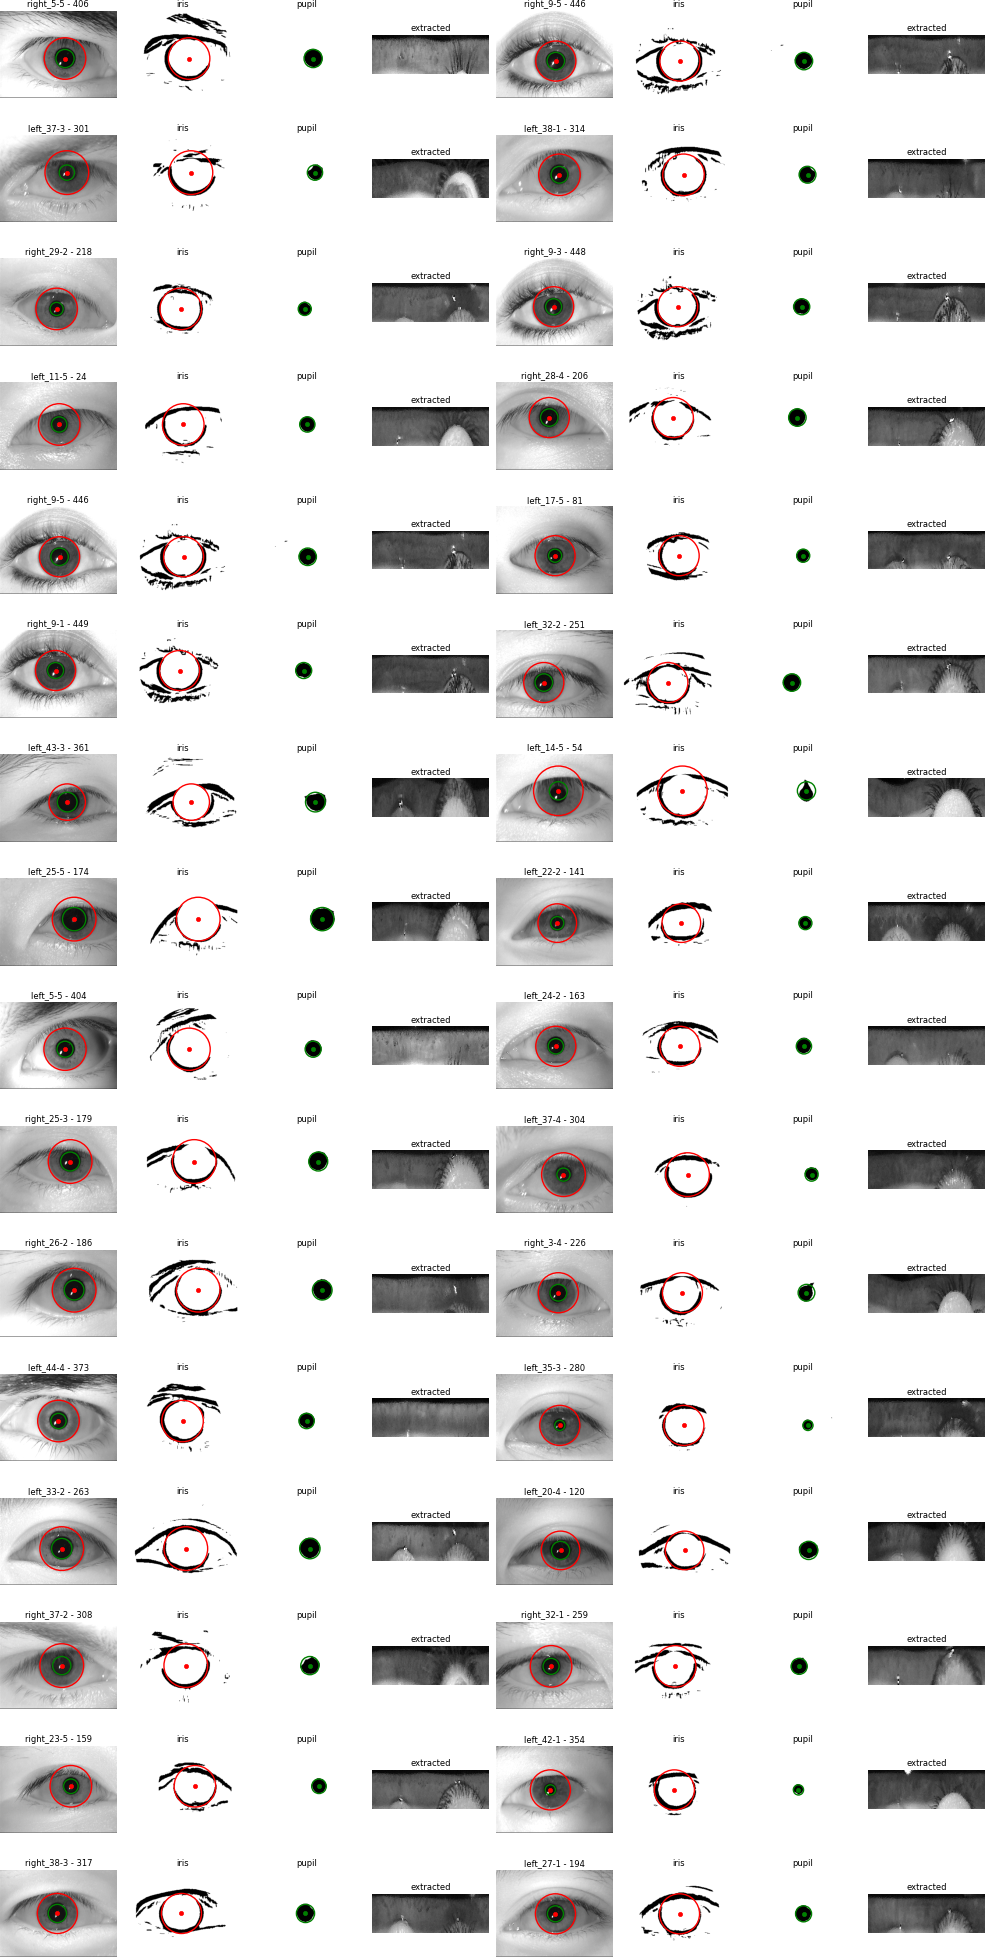 right_5-5 - 406 iris pupil extracted right_9-5 - 446 iris pupil extracted
left_37-3 - 301 iris pupil extracted left_38-1 - 314 iris pupil extracted
right_29-2 - 218 iris pupil extracted right_9-3 - 448 iris pupil extracted
left_11-5 - 24 iris pupil extracted right_28-4 - 206 iris pupil extracted
right_9-5 - 446 iris pupil extracted left_17-5 - 81 iris pupil extracted
right_9-1 - 449 iris pupil extracted left_32-2 - 251 iris pupil extracted
left_43-3 - 361 iris pupil extracted left_14-5 - 54 iris pupil extracted
left_25-5 - 174 iris pupil extracted left_22-2 - 141 iris pupil extracted
left_5-5 - 404 iris pupil extracted left_24-2 - 163 iris pupil extracted
right_25-3 - 179 iris pupil extracted left_37-4 - 304 iris pupil extracted
right_26-2 - 186 iris pupil extracted right_3-4 - 226 iris pupil extracted
left_44-4 - 373 iris pupil extracted left_35-3 - 280 iris pupil extracted
left_33-2 - 263 iris pupil extracted left_20-4 - 120 iris pupil extracted
right_37-2 - 308 iris pupil extracted right_32-1 - 259 iris pupil extracted
right_23-5 - 159 iris pupil extracted left_42-1 - 354 iris pupil extracted
right_38-3 - 317 iris pupil extracted left_27-1 - 194 iris pupil extracted